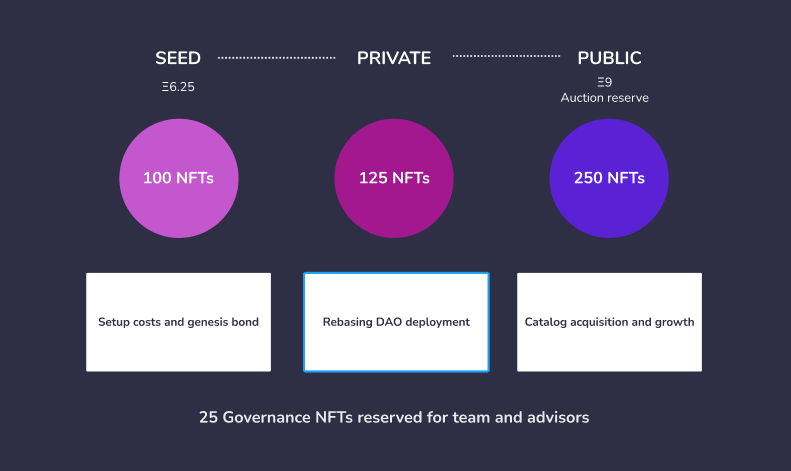 SEED
PRIVATE
PUBLIC
Ξ6.25
Ξ9
Auction reserve
100 NFTs
125 NFTs
250 NFTs
Setup costs and genesis bond
Rebasing DAO deployment
Catalog acquisition and growth
25 Governance NFTs reserved for team and advisors